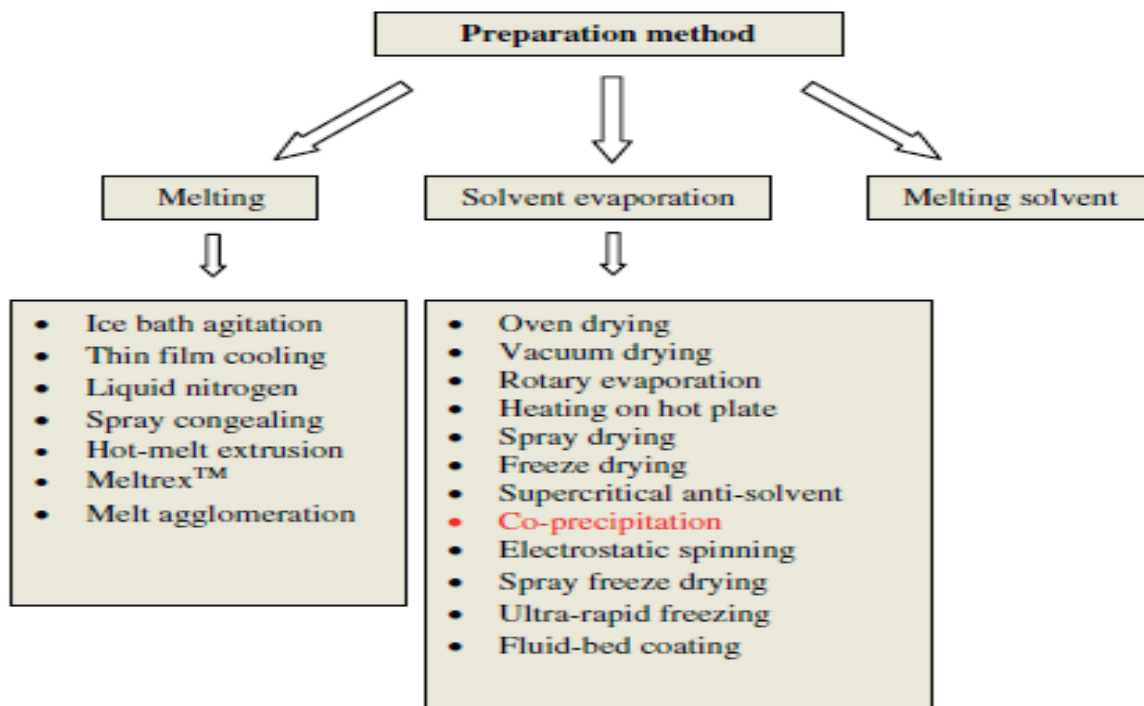 Preparation method
Melting
Solvent evaporation
Melting solvent
• Ice bath agitation
• Thin film cooling
• Liquid nitrogen
• Spray congealing
• Hot-melt extrusion
• Meltrex™
• Melt agglomeration
• Oven drying
• Vacuum drying
• Rotary evaporation
• Heating on hot plate
• Spray drying
• Freeze drying
• Supercritical anti-solvent
• Co-precipitation
• Electrostatic spinning
• Spray freeze drying
• Ultra-rapid freezing
• Fluid-bed coating